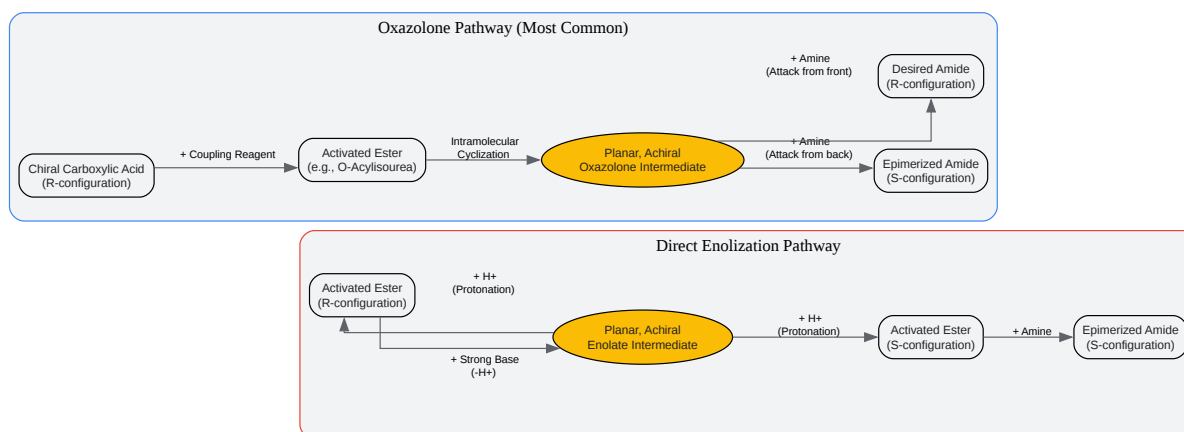 Oxazolone Pathway (Most Common)
+ Amine
(Attack from front)
Desired Amide
(R-configuration)
Chiral Carboxylic Acid
(R-configuration)
+ Coupling Reagent
Activated Ester
(e.g., O-Acylisourea)
Intramolecular
Cyclization
Planar, Achiral
Oxazolone Intermediate
+ Amine
(Attack from back)
Epimerized Amide
(S-configuration)
Direct Enolization Pathway
Activated Ester
(R-configuration)
+ H+
(Protonation)
+ Strong Base
(-H+)
Planar, Achiral
Enolate Intermediate
+ H+
(Protonation)
Activated Ester
(S-configuration)
+ Amine
Epimerized Amide
(S-configuration)